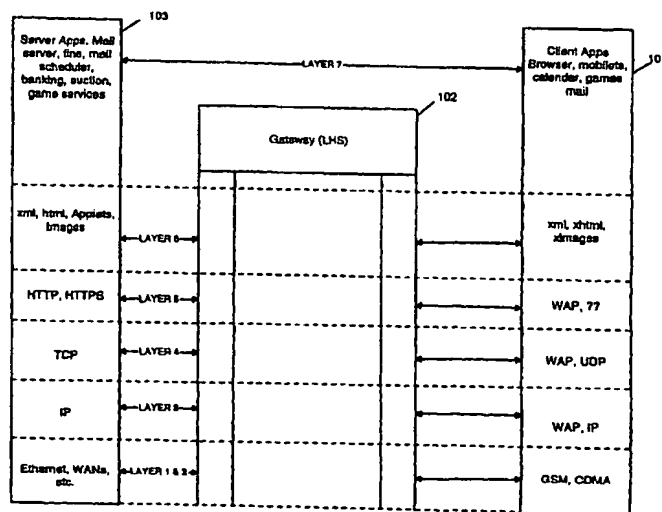 103
Server Apps. Mail
server, fine, mail
scheduler,
banking, suction,
game services
LAYER 7
Client Apps
Browser, mobilets,
calender, games
mail
10
102
Gateway (LHS)
xml, html, Applets,
Images
LAYER 6
xml, xhtml,
xImages
HTTP, HTTPS
LAYER 5
WAP, ??
TCP
LAYER 4
WAP, UDP
IP
LAYER 3
WAP, IP
Ethernet, WANs,
etc.
LAYER 1 & 2
GSM, CDMA